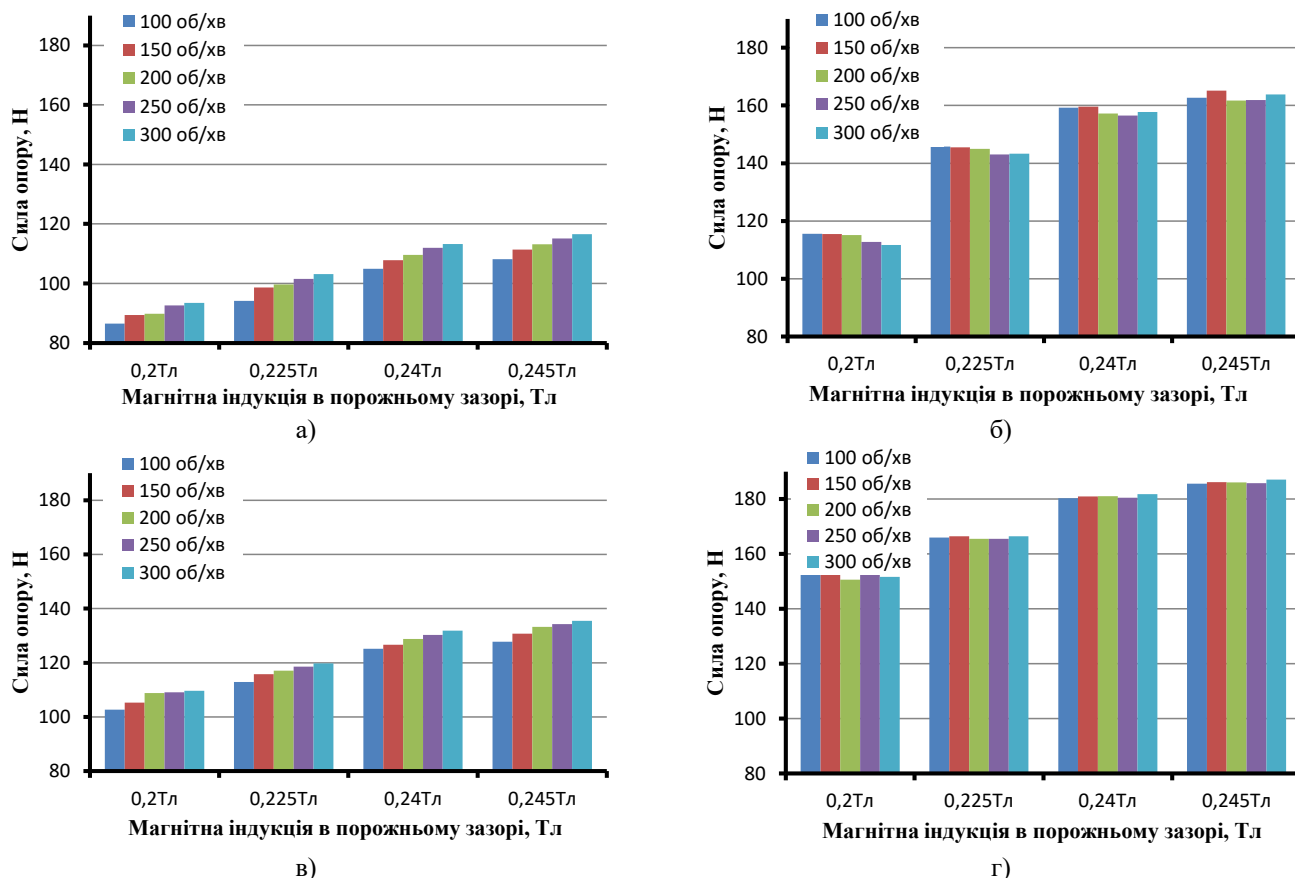 100 об/хв
150 об/хв
200 об/хв
250 об/хв
300 об/хв
180
160
140
120
100
80
Сила опору, Н
0,2Тл 0,225Тл 0,24Тл 0,245Тл
Магнітна індукція в порожньому зазорі, Тл
а)
100 об/хв
150 об/хв
200 об/хв
250 об/хв
300 об/хв
180
160
140
120
100
80
Сила опору, Н
0,2Тл 0,225Тл 0,24Тл 0,245Тл
Магнітна індукція в порожньому зазорі, Тл
б)
100 об/хв
150 об/хв
200 об/хв
250 об/хв
300 об/хв
180
160
140
120
100
80
Сила опору, Н
0,2Тл 0,225Тл 0,24Тл 0,245Тл
Магнітна індукція в порожньому зазорі, Тл
в)
100 об/хв
150 об/хв
200 об/хв
250 об/хв
300 об/хв
180
160
140
120
100
80
Сила опору, Н
0,2Тл 0,225Тл 0,24Тл 0,245Тл
Магнітна індукція в порожньому зазорі, Тл
г)